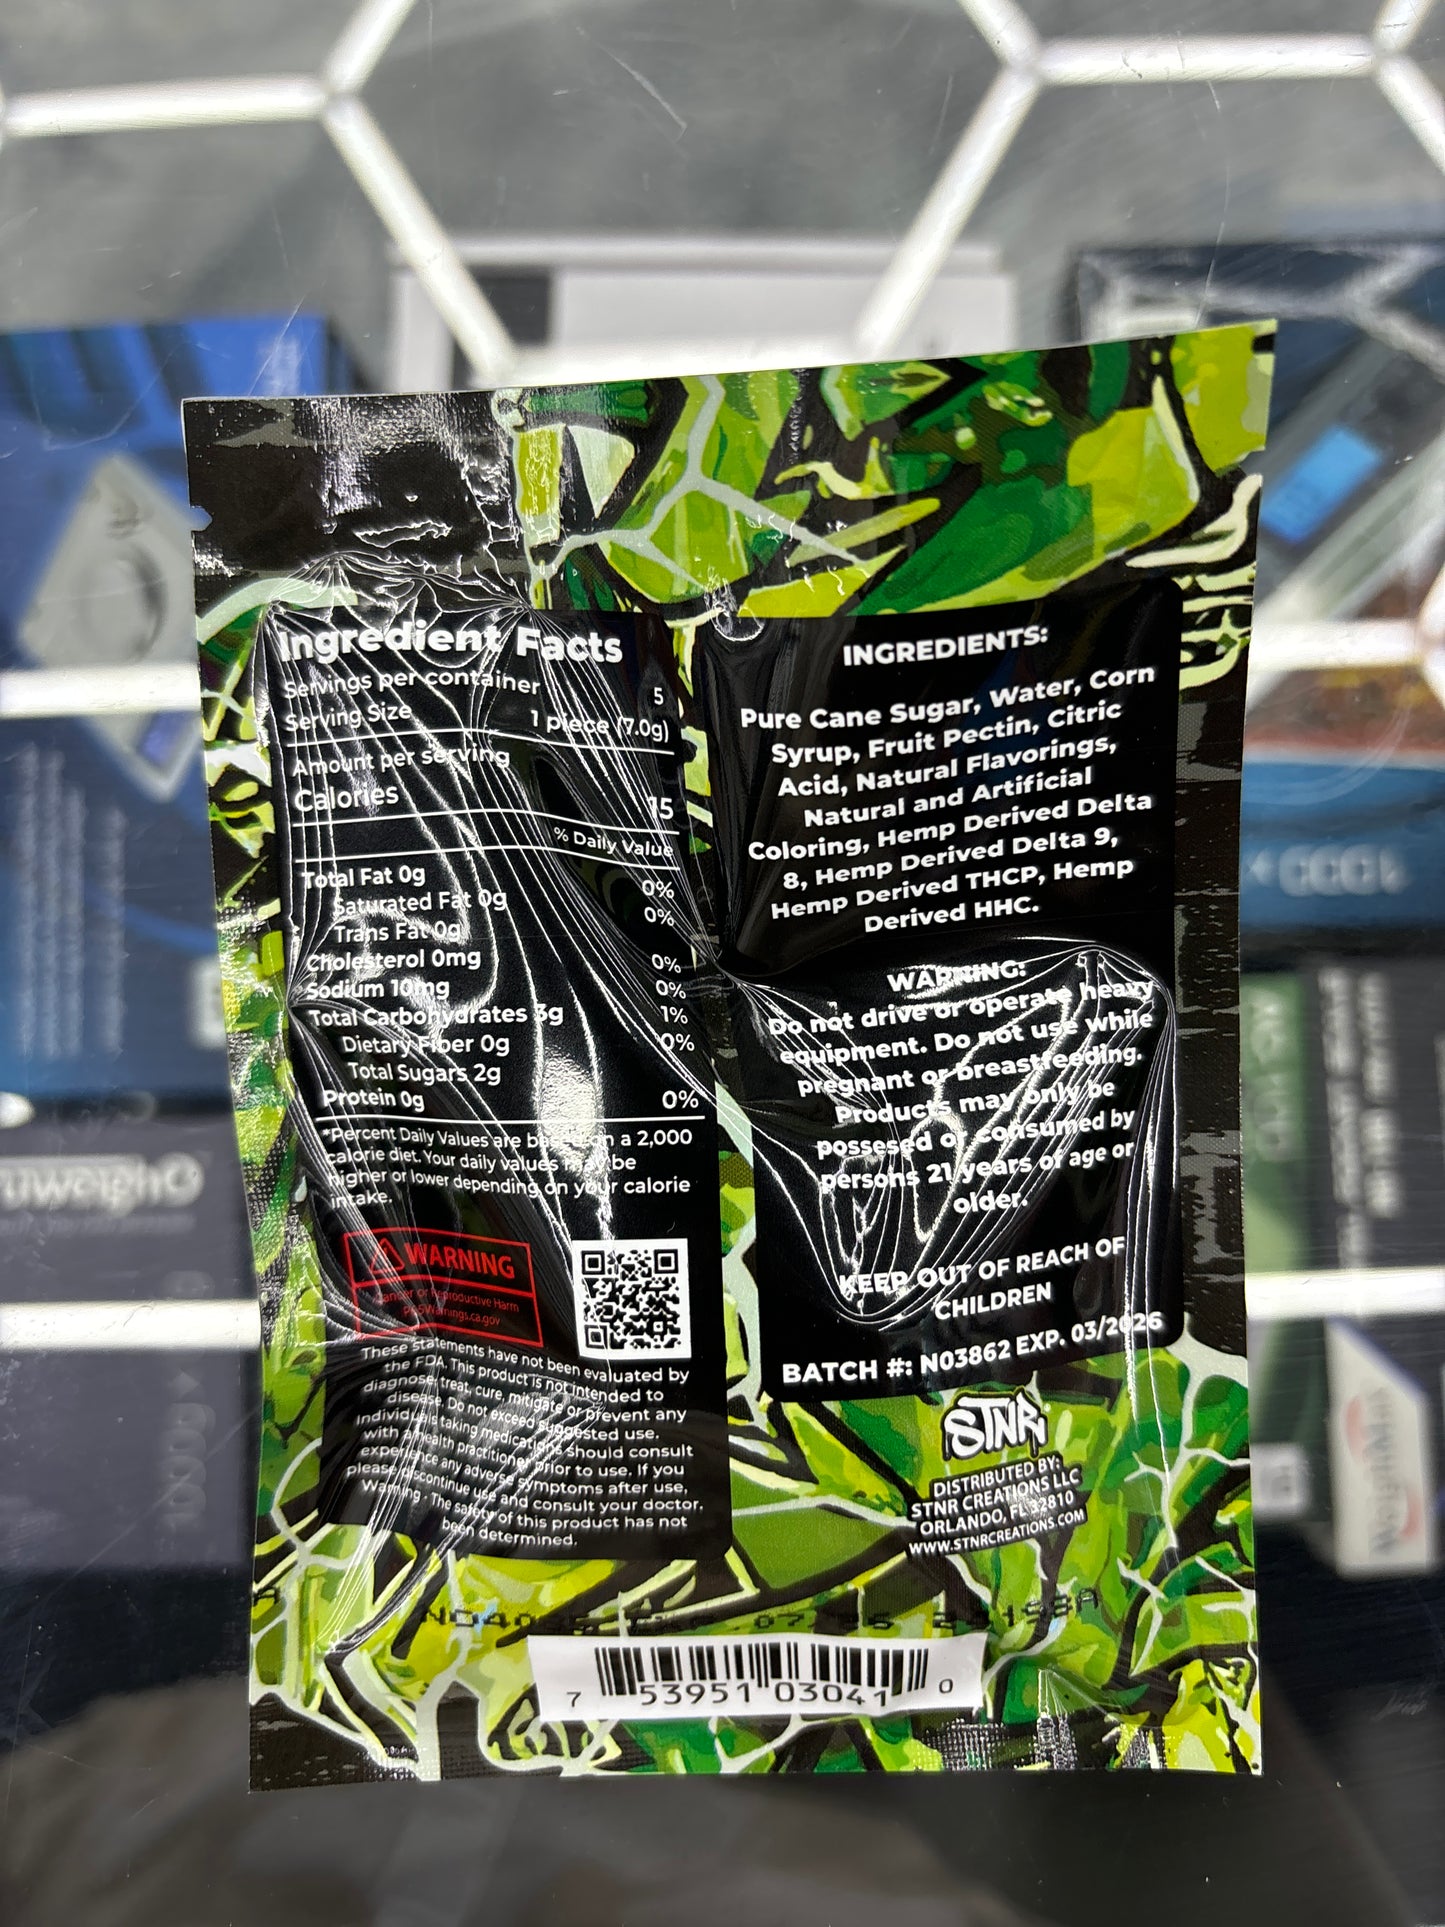 Ingredient Facts
Servings per container 5
Serving Size 1 piece (7.0g)
Amount per serving
Calories 15
% Daily Value
Total Fat 0g 0%
Saturated Fat 0g 0%
Trans Fat 0g
Cholesterol 0mg 0%
Sodium 10mg 0%
Total Carbohydrates 3g 1%
Dietary Fiber 0g 0%
Total Sugars 2g
Protein 0g 0%
*Percent Daily Values are based on a 2,000
calorie diet. Your daily values may be
higher or lower depending on your calorie
intake.
WARNING
Cancer or Reproductive Harm
P65Warnings.ca.gov
These statements have not been evaluated by
the FDA. This product is not intended to
diagnose, treat, cure, mitigate or prevent any
disease. Do not exceed suggested use.
Individuals taking medications should consult
with a health practitioner prior to use. If you
experience any adverse symptoms after use,
please discontinue use and consult your doctor.
Warning - The safety of this product has not
been determined.
INGREDIENTS:
Pure Cane Sugar, Water, Corn
Syrup, Fruit Pectin, Citric
Acid, Natural Flavorings,
Natural and Artificial
Coloring, Hemp Derived Delta
8, Hemp Derived Delta 9,
Hemp Derived THCP, Hemp
Derived HHC.
WARNING:
Do not drive or operate heavy
equipment. Do not use while
pregnant or breastfeeding.
Products may only be
possesed or consumed by
persons 21 years of age or
older.
KEEP OUT OF REACH OF
CHILDREN
BATCH #: N03862 EXP. 03/2026
STNR
DISTRIBUTED BY:
STNR CREATIONS LLC
ORLANDO, FL 32810
WWW.STNRCREATIONS.COM
7 53951 03041 0